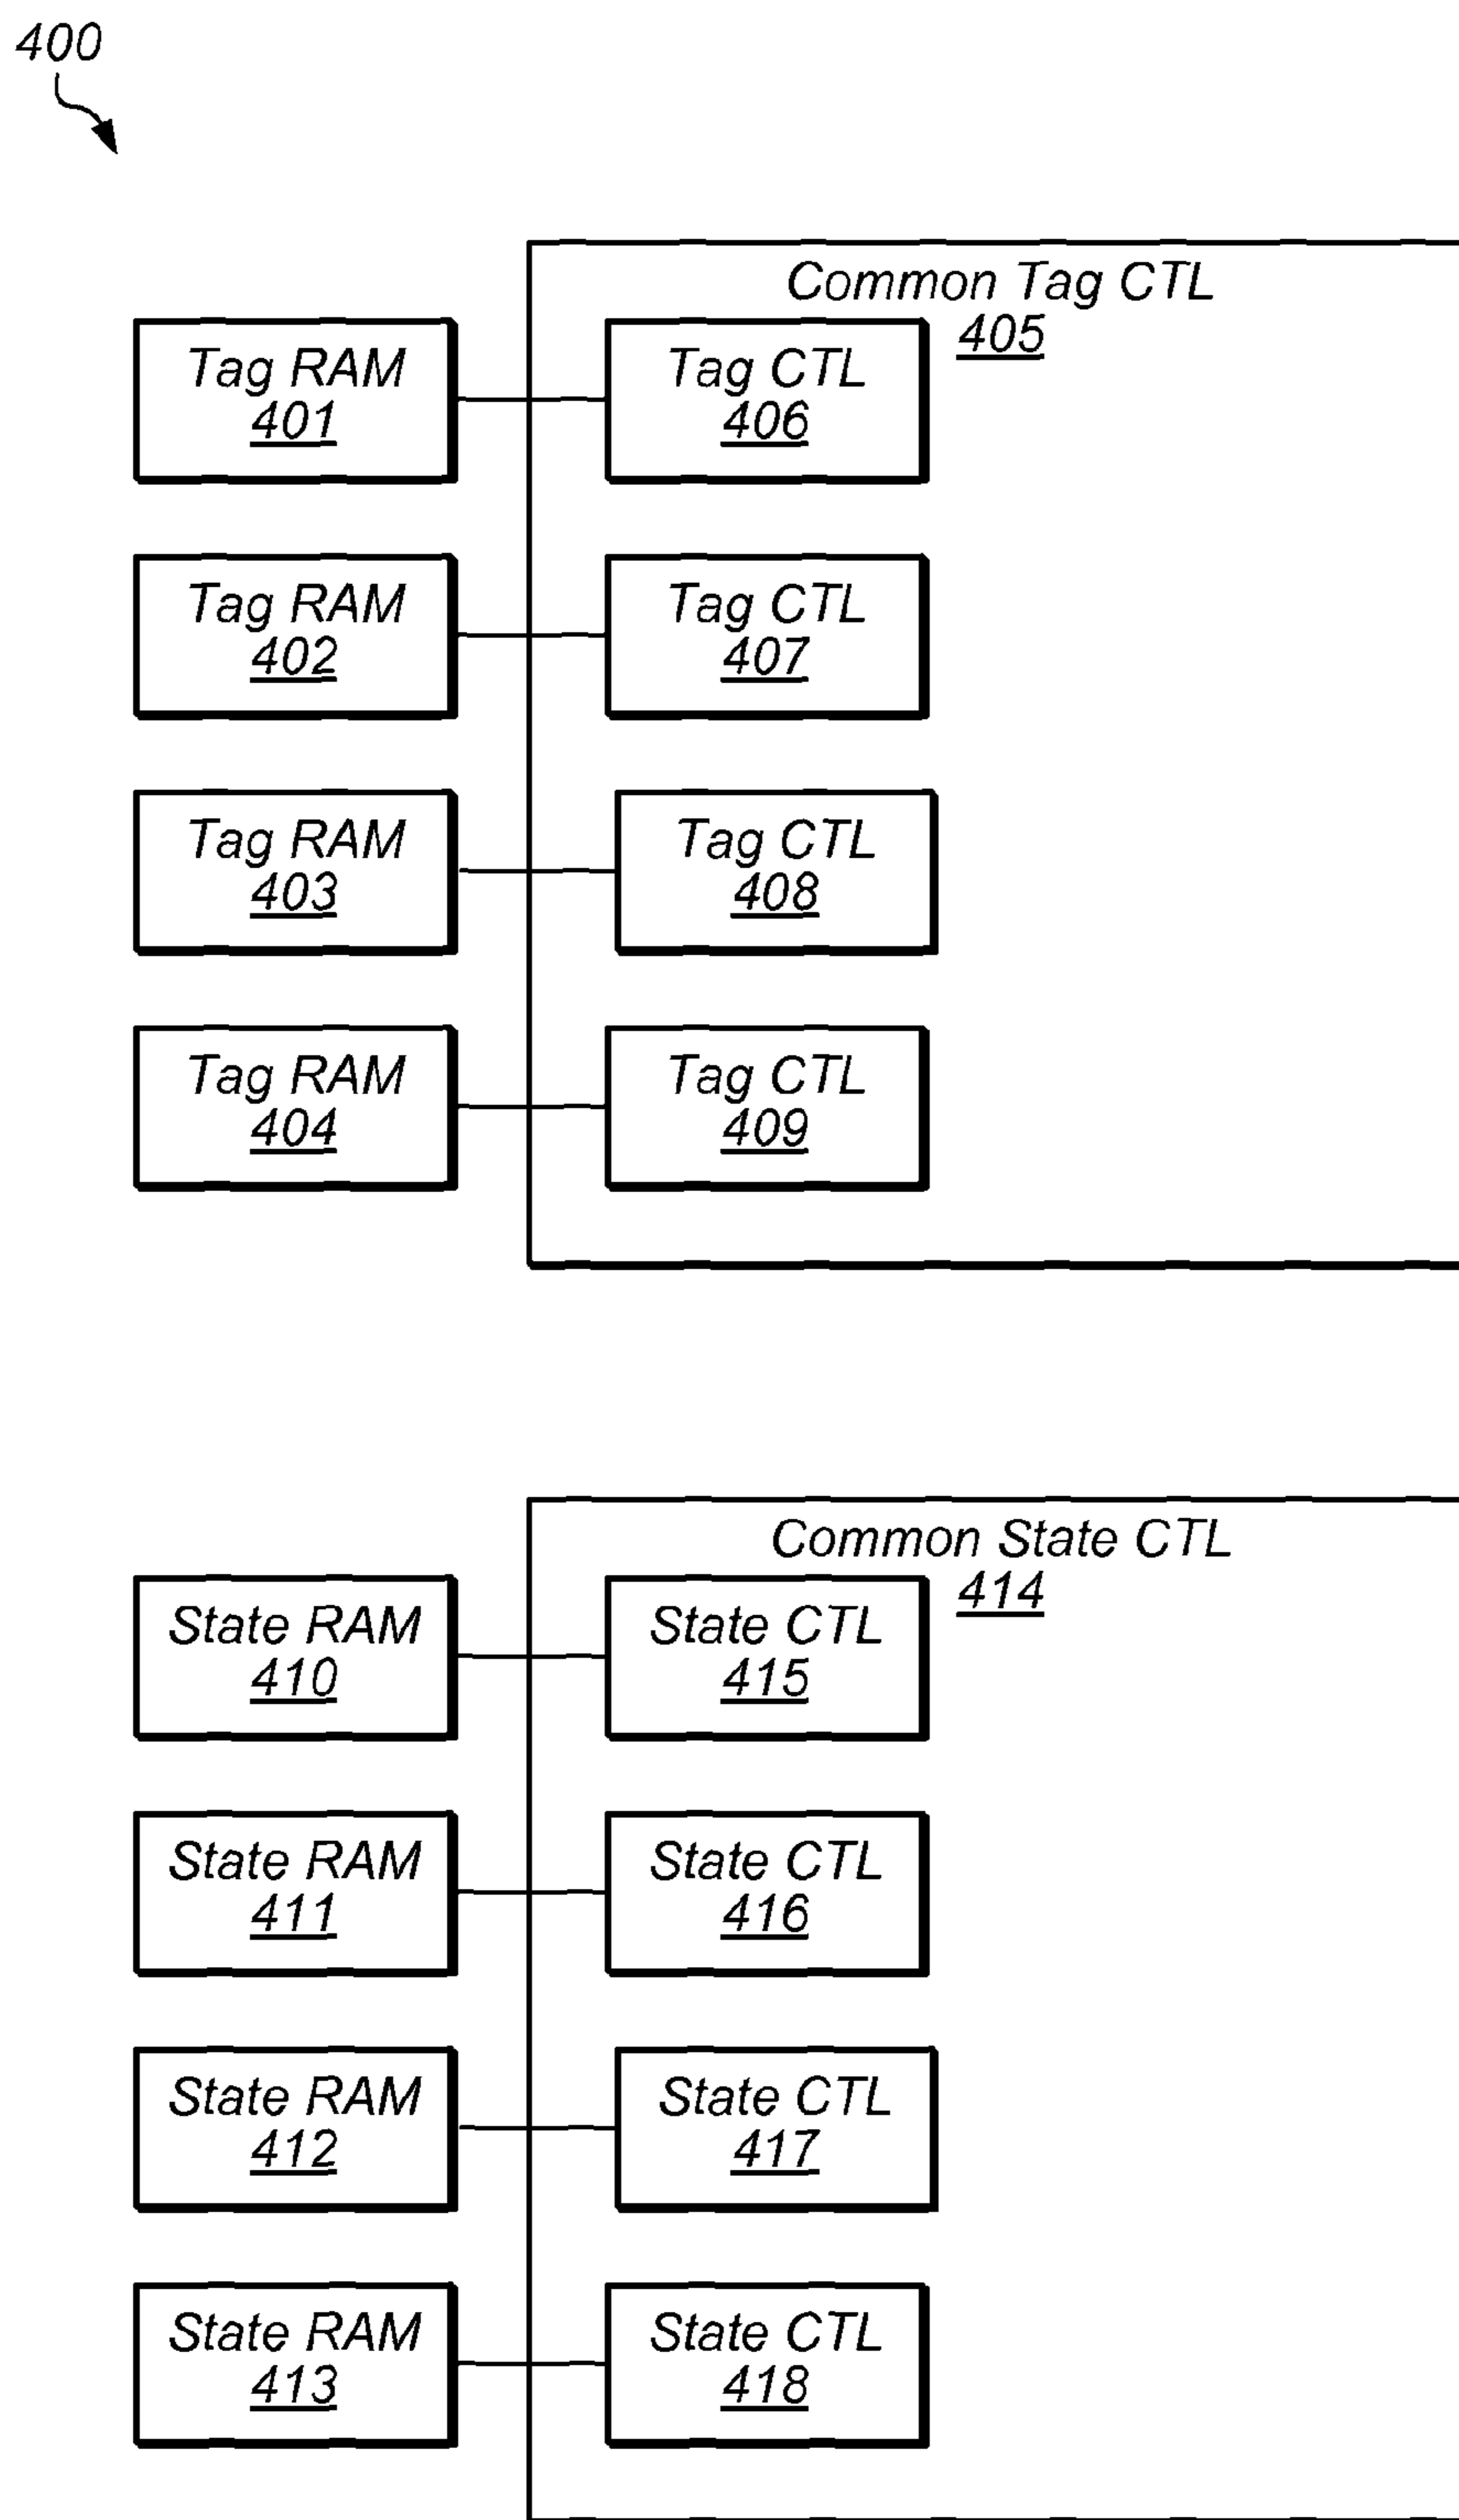 400
Common Tag CTL
405
Tag RAM
401
Tag CTL
406
Tag RAM
402
Tag CTL
407
Tag RAM
403
Tag CTL
408
Tag RAM
404
Tag CTL
409
Common State CTL
414
State RAM
410
State CTL
415
State RAM
411
State CTL
416
State RAM
412
State CTL
417
State RAM
413
State CTL
418